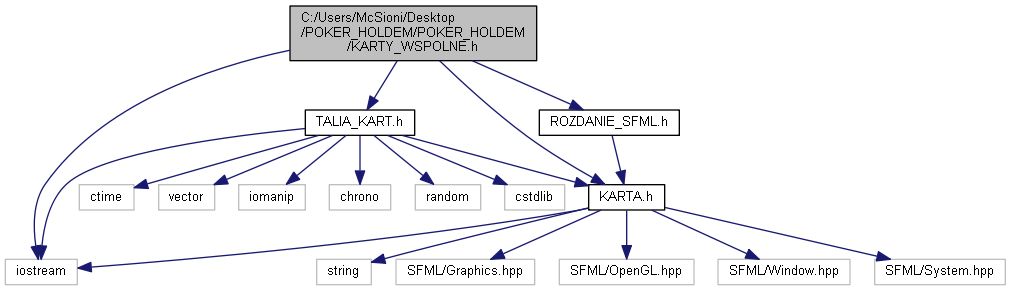 C:/Users/McSioni/Desktop
/POKER_HOLDEM/POKER_HOLDEM
/KARTY_WSPOLNE.h
TALIA_KART.h
ROZDANIE_SFML.h
ctime
vector
iomanip
chrono
random
cstdlib
KARTA.h
iostream
string
SFML/Graphics.hpp
SFML/OpenGL.hpp
SFML/Window.hpp
SFML/System.hpp